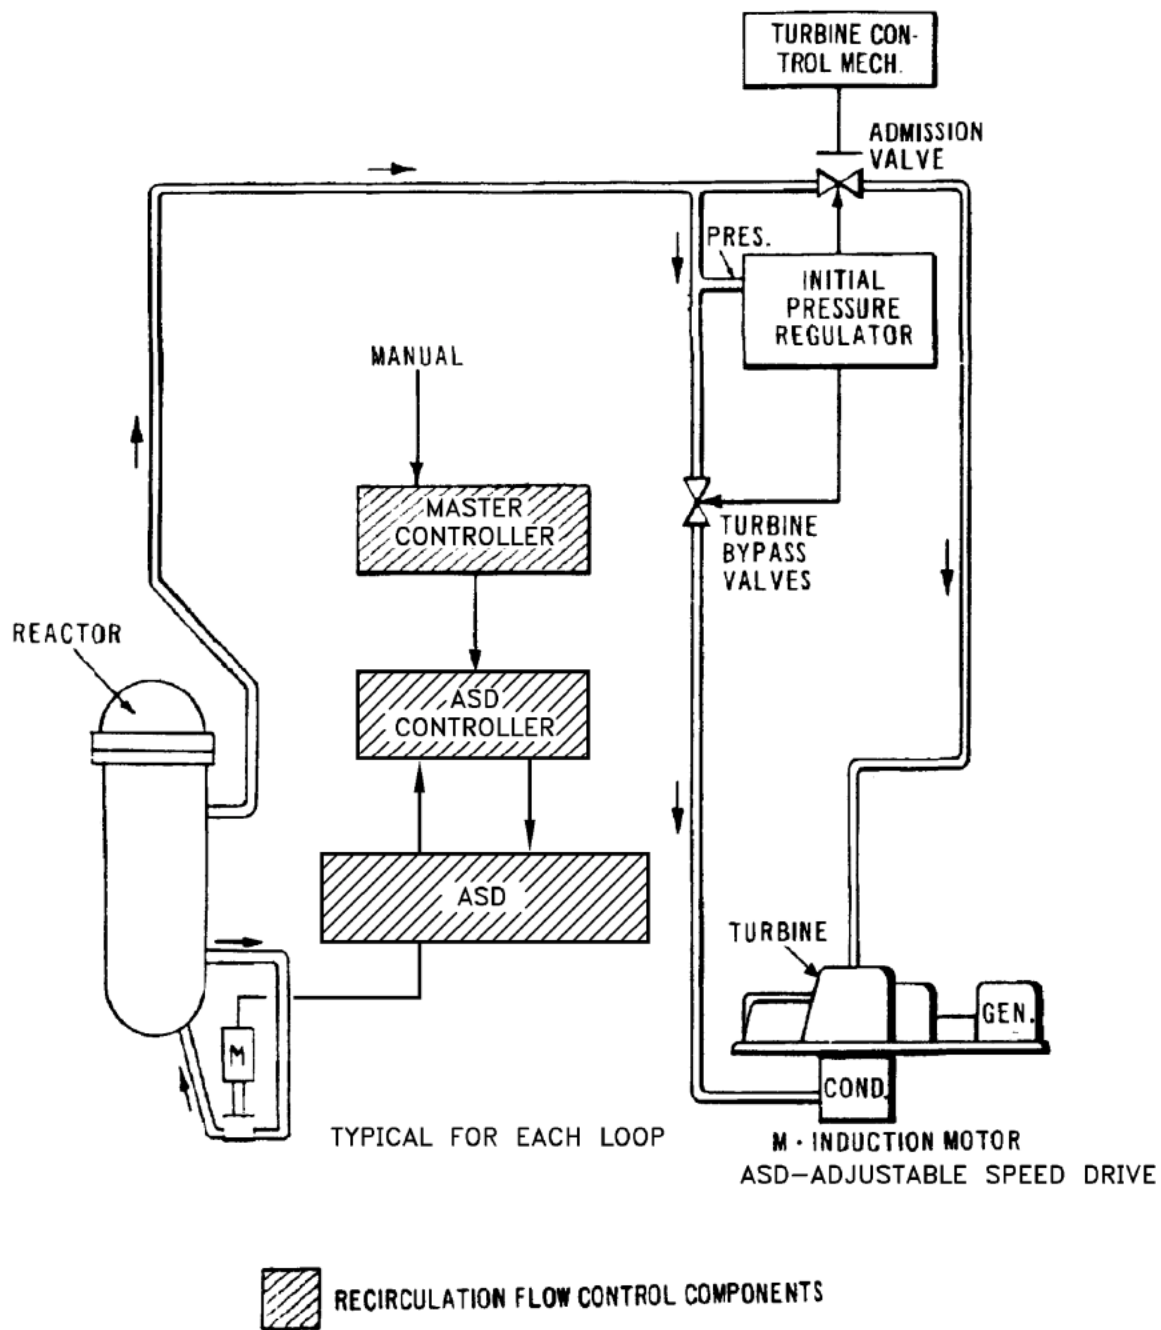 TURBINE CON-
TROL MECH.
ADMISSION
VALVE
PRES.
INITIAL
PRESSURE
REGULATOR
MANUAL
MASTER
CONTROLLER
TURBINE
BYPASS
VALVES
REACTOR
ASD
CONTROLLER
ASD
TURBINE
GEN.
M
COND.
TYPICAL FOR EACH LOOP
M · INDUCTION MOTOR
ASD-ADJUSTABLE SPEED DRIVE
RECIRCULATION FLOW CONTROL COMPONENTS